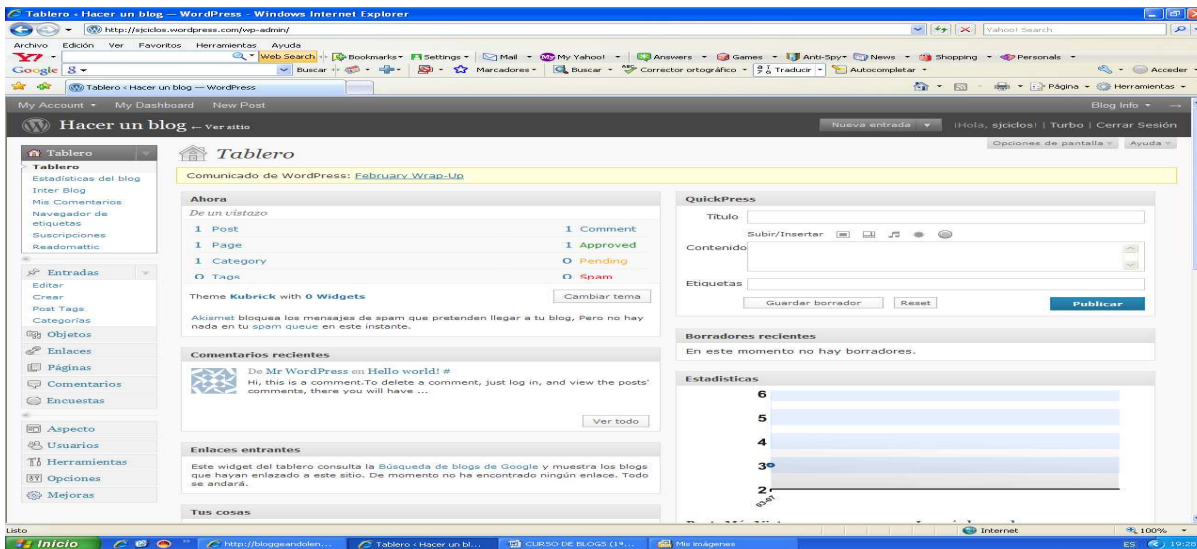 Tablero ‹ Hacer un blog — WordPress - Windows Internet Explorer
http://sjciclos.wordpress.com/wp-admin/
Yahoo! Search
Archivo Edición Ver Favoritos Herramientas Ayuda
Y7 Web Search Bookmarks Settings Mail My Yahoo! Answers Games Anti-Spy News Shopping Personals
Google Buscar Marcadores Buscar Corrector ortográfico Traducir Autocompletar Acceder
Tablero ‹ Hacer un blog — WordPress
Página Herramientas
My Account My Dashboard New Post Blog Info
Hacer un blog ← Ver sitio
Nueva entrada ¡Hola, sjciclos! | Turbo | Cerrar Sesión
Opciones de pantalla Ayuda
Tablero
Tablero
Estadísticas del blog
Inter Blog
Mis Comentarios
Navegador de
etiquetas
Suscripciones
Readomattic
Entradas
Editar
Crear
Post Tags
Categorías
Objetos
Enlaces
Páginas
Comentarios
Encuestas
Aspecto
Usuarios
Herramientas
Opciones
Mejoras
Tablero
Comunicado de WordPress: February Wrap-Up
Ahora
De un vistazo
1 Post 1 Comment
1 Page 1 Approved
1 Category 0 Pending
0 Tags 0 Spam
Theme Kubrick with 0 Widgets Cambiar tema
Akismet bloquea los mensajes de spam que pretenden llegar a tu blog, Pero no hay
nada en tu spam queue en este instante.
Comentarios recientes
De Mr WordPress en Hello world! #
Hi, this is a comment.To delete a comment, just log in, and view the posts'
comments, there you will have ...
Ver todo
Enlaces entrantes
Este widget del tablero consulta la Búsqueda de blogs de Google y muestra los blogs
que hayan enlazado a este sitio. De momento no ha encontrado ningún enlace. Todo
se andará.
Tus cosas
QuickPress
Título
Subir/Insertar
Contenido
Etiquetas
Guardar borrador Reset Publicar
Borradores recientes
En este momento no hay borradores.
Estadísticas
6
5
4
3
2
03-07
Listo Internet 100%
Inicio http://bloggeandolen... Tablero ‹ Hacer un bl... CURSO DE BLOGS (1ª... Mis imágenes ES 19:28